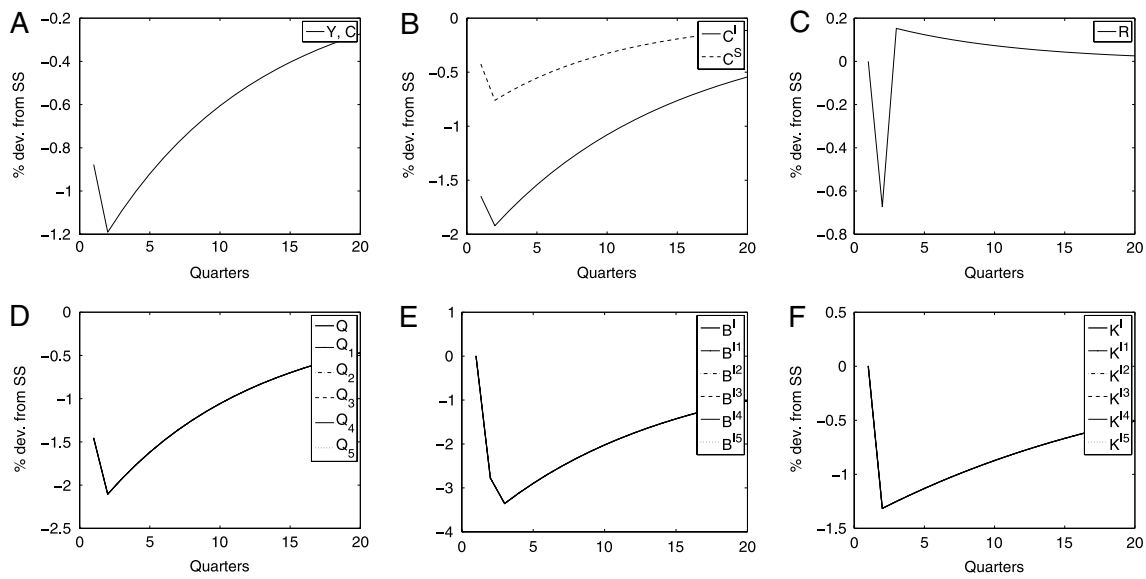 A
% dev. from SS
-0.2
-0.4
-0.6
-0.8
-1
-1.2
0
5
10
15
20
Quarters
Y, C
B
% dev. from SS
0
-0.5
-1
-1.5
-2
0
5
10
15
20
Quarters
C^I
C^S
C
% dev. from SS
0.2
0
-0.2
-0.4
-0.6
-0.8
0
5
10
15
20
Quarters
R
D
% dev. from SS
0
-0.5
-1
-1.5
-2
-2.5
0
5
10
15
20
Quarters
Q
Q_1
Q_2
Q_3
Q_4
Q_5
E
% dev. from SS
1
0
-1
-2
-3
-4
0
5
10
15
20
Quarters
B^I
B^I1
B^I2
B^I3
B^I4
B^I5
F
% dev. from SS
0.5
0
-0.5
-1
-1.5
0
5
10
15
20
Quarters
K^I
K^I1
K^I2
K^I3
K^I4
K^I5